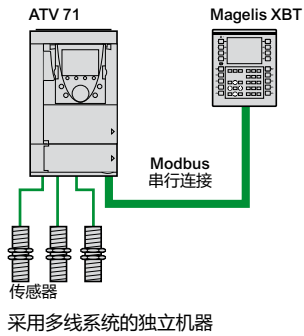 ATV 71
Magelis XBT
Modbus
串行连接
传感器
采用多线系统的独立机器